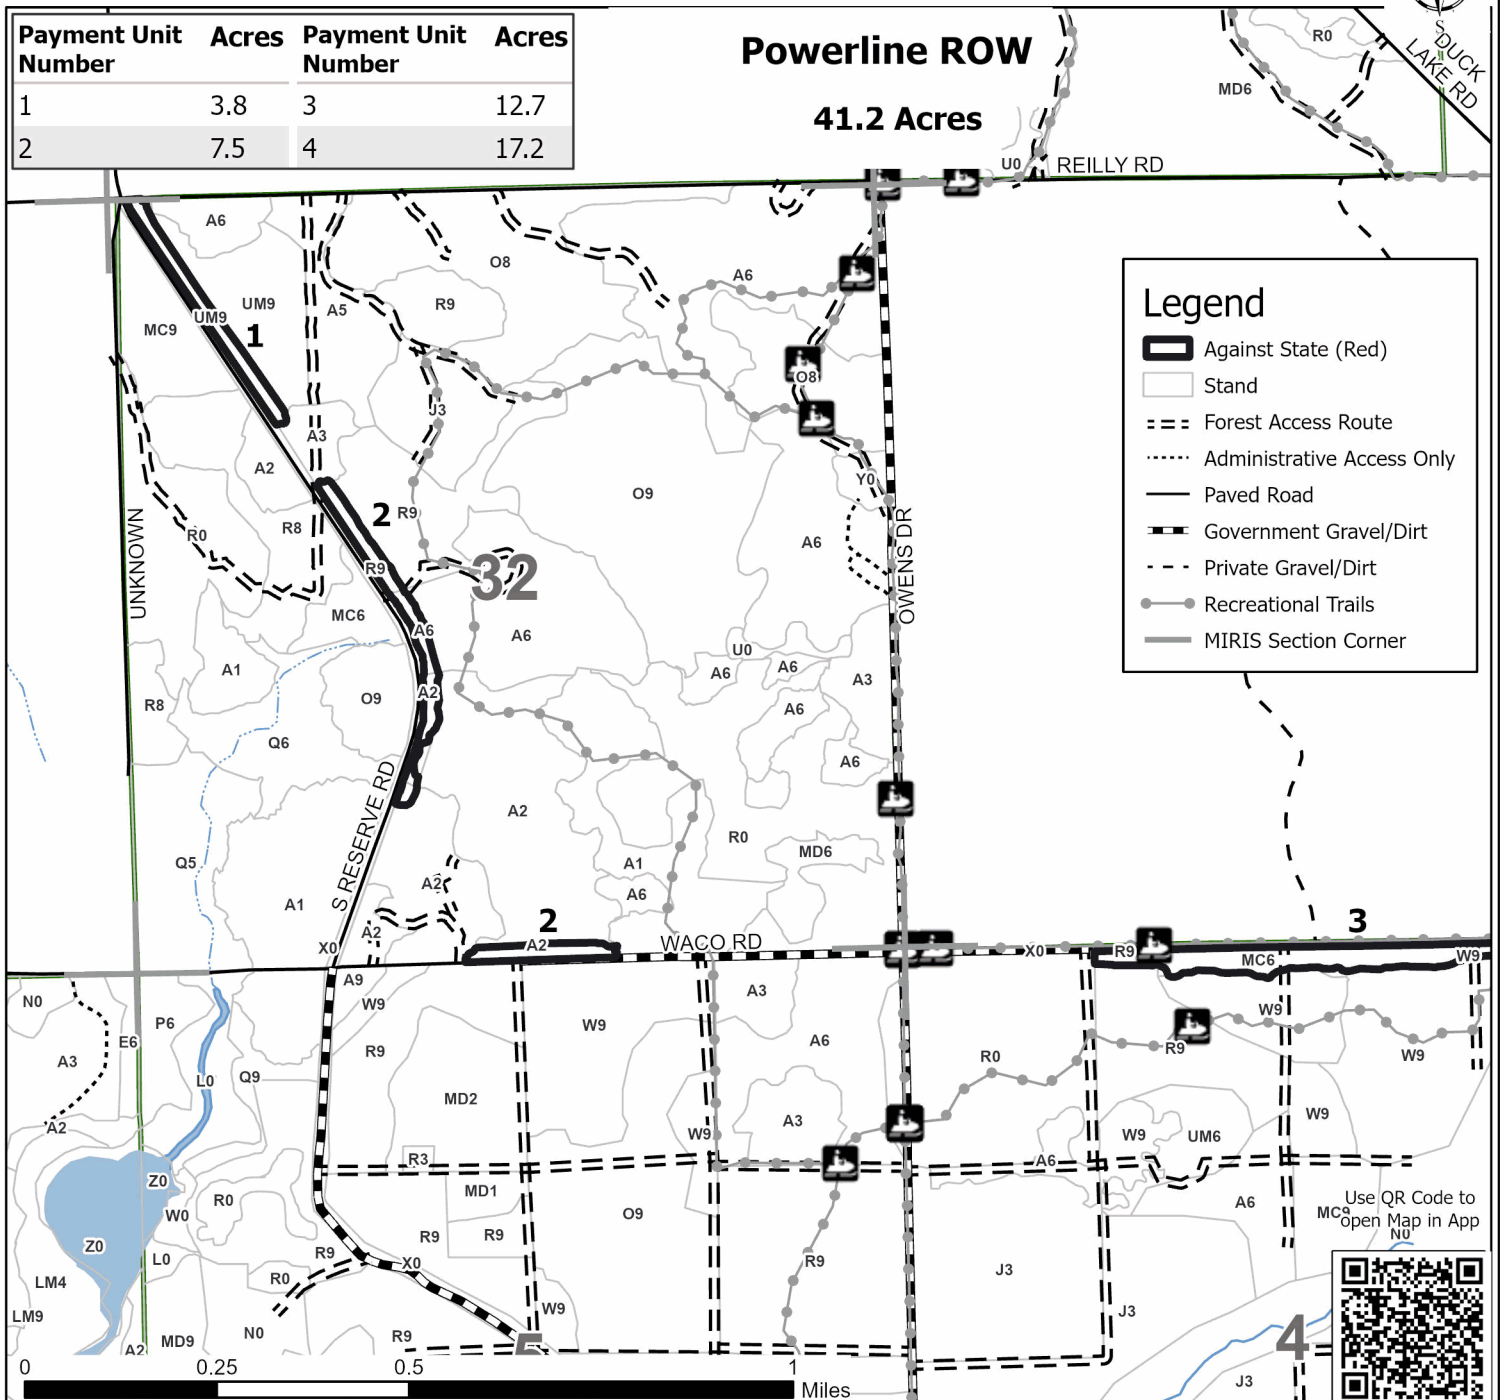 Payment Unit Number Acres Payment Unit Number Acres
1 3.8 3 12.7
2 7.5 4 17.2
Powerline ROW
41.2 Acres
S
DUCK LAKE RD
R0
MD6
U0
REILLY RD
A6
O8
A6
UM9
R9
A5
MC9
UM9
1
O8
J3
A3
A2
Y0
O9
2
R9
R8
R0
A6
UNKNOWN
OWENS DR
R9
32
MC6
A6
A6
U0
A6
A6
A1
A3
O9
A2
R8
A6
Q6
A6
S RESERVE RD
A2
R0
MD6
Q5
A1
A2
A6
A1
2
3
A2
X0
A2
WACO RD
X0
R9
MC6
W9
Legend
Against State (Red)
Stand
Forest Access Route
Administrative Access Only
Paved Road
Government Gravel/Dirt
Private Gravel/Dirt
Recreational Trails
MIRIS Section Corner
A9
N0
W9
A3
W9
P6
W9
E6
A6
R9
R9
R0
W9
A3
L0
Q9
MD2
W9
A3
A2
W9
W9
UM6
R3
A6
Z0
MD1
R0
W0
O9
A6
Use QR Code to
MC9
open Map in App
N0
R9
R9
Z0
R9
L0
X0
R9
J3
R0
LM4
W9
J3
LM9
N0
R9
MD9
A2
5
4
J3
0 0.25 0.5 1
Miles